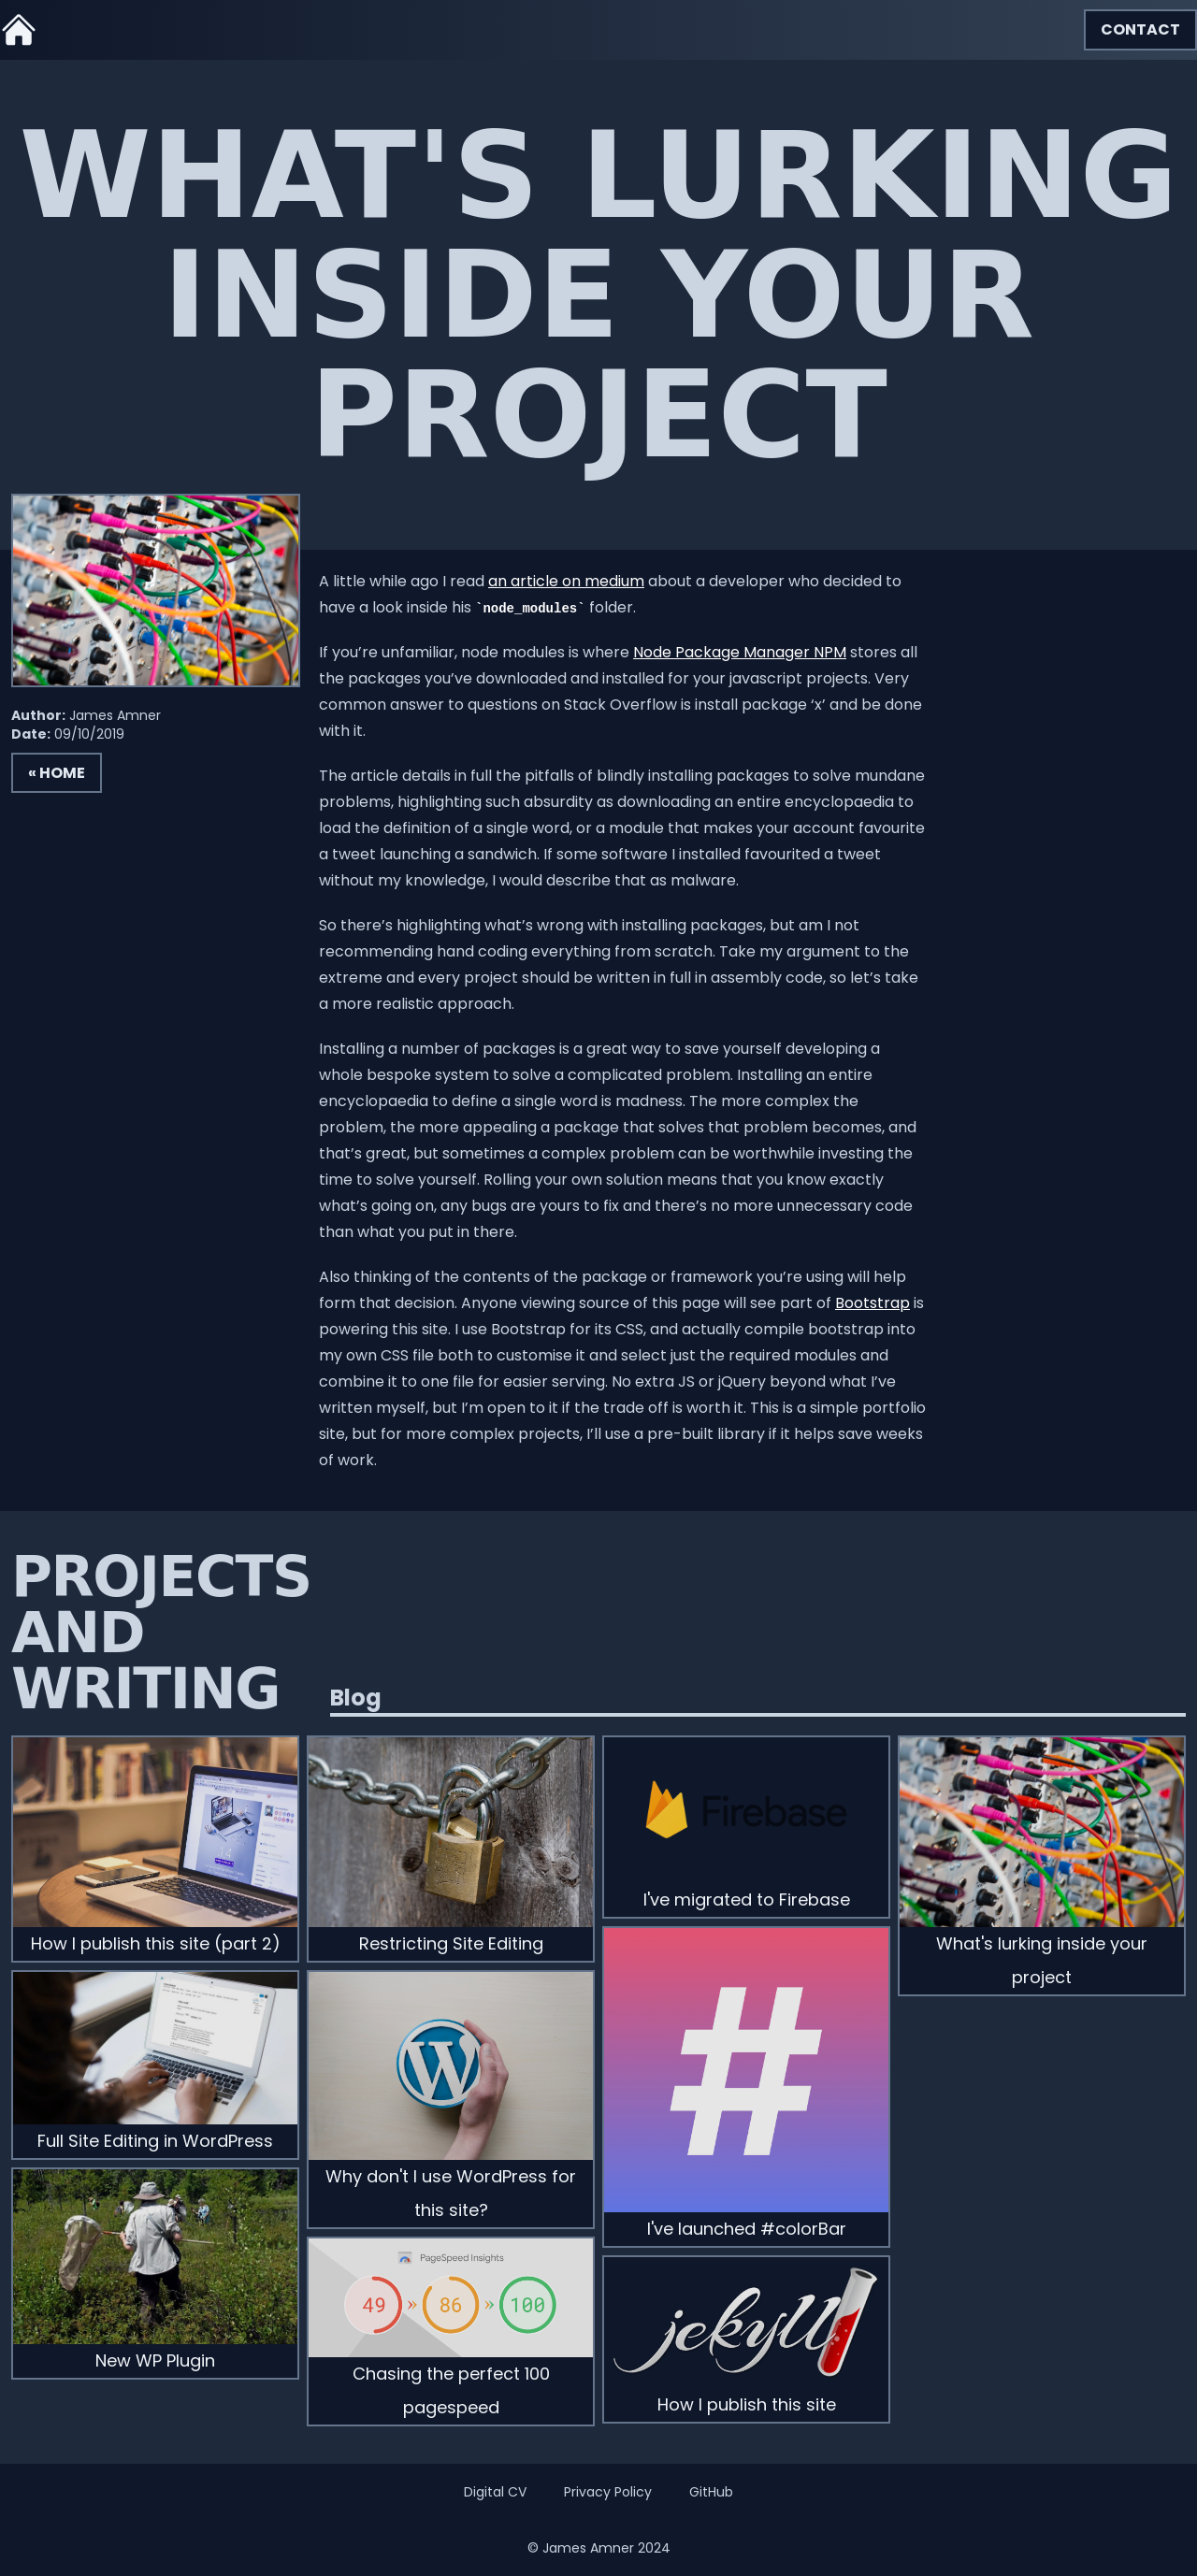 CONTACT
WHAT'S LURKING
INSIDE YOUR
PROJECT
A little while ago I read an article on medium about a developer who decided to
have a look inside his `node_modules` folder.
If you’re unfamiliar, node modules is where Node Package Manager NPM stores all
the packages you’ve downloaded and installed for your javascript projects. Very
common answer to questions on Stack Overflow is install package ’x’ and be done
with it.
Author: James Amner
Date: 09/10/2019
« HOME
The article details in full the pitfalls of blindly installing packages to solve mundane
problems, highlighting such absurdity as downloading an entire encyclopaedia to
load the definition of a single word, or a module that makes your account favourite
a tweet launching a sandwich. If some software I installed favourited a tweet
without my knowledge, I would describe that as malware.
So there’s highlighting what’s wrong with installing packages, but am I not
recommending hand coding everything from scratch. Take my argument to the
extreme and every project should be written in full in assembly code, so let’s take
a more realistic approach.
Installing a number of packages is a great way to save yourself developing a
whole bespoke system to solve a complicated problem. Installing an entire
encyclopaedia to define a single word is madness. The more complex the
problem, the more appealing a package that solves that problem becomes, and
that’s great, but sometimes a complex problem can be worthwhile investing the
time to solve yourself. Rolling your own solution means that you know exactly
what’s going on, any bugs are yours to fix and there’s no more unnecessary code
than what you put in there.
Also thinking of the contents of the package or framework you’re using will help
form that decision. Anyone viewing source of this page will see part of Bootstrap is
powering this site. I use Bootstrap for its CSS, and actually compile bootstrap into
my own CSS file both to customise it and select just the required modules and
combine it to one file for easier serving. No extra JS or jQuery beyond what I’ve
written myself, but I’m open to it if the trade off is worth it. This is a simple portfolio
site, but for more complex projects, I’ll use a pre-built library if it helps save weeks
of work.
PROJECTS
AND
WRITING
Blog
How I publish this site (part 2)
Full Site Editing in WordPress
New WP Plugin
Restricting Site Editing
W
Why don't I use WordPress for
this site?
PageSpeed Insights
49 » 86 » 100
Chasing the perfect 100
pagespeed
Firebase
I've migrated to Firebase
#
I've launched #colorBar
jekyll
How I publish this site
What's lurking inside your
project
Digital CV Privacy Policy GitHub
© James Amner 2024